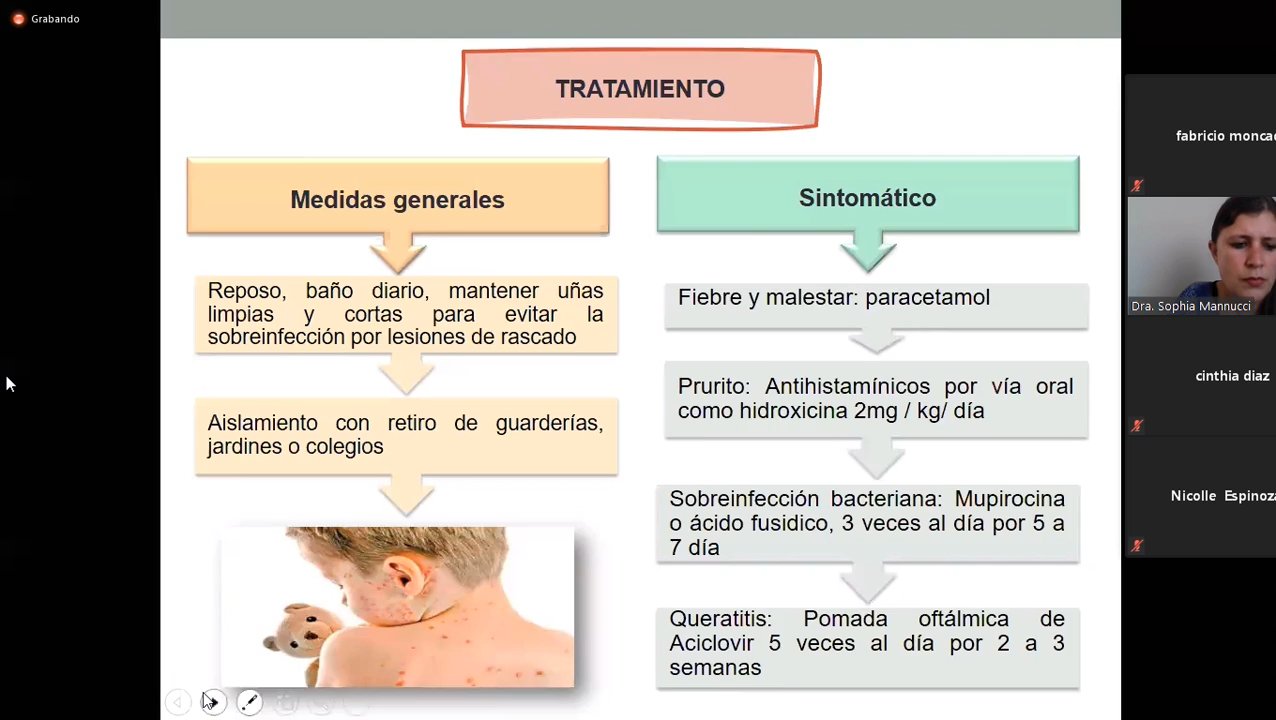 Grabando
TRATAMIENTO
Medidas generales
Reposo, baño diario, mantener uñas
limpias y cortas para evitar la
sobreinfección por lesiones de rascado
Aislamiento con retiro de guarderías,
jardines o colegios
Sintomático
Fiebre y malestar: paracetamol
Prurito: Antihistamínicos por vía oral
como hidroxicina 2mg / kg/ día
Sobreinfección bacteriana: Mupirocina
o ácido fusidico, 3 veces al día por 5 a
7 día
Queratitis: Pomada oftálmica de
Aciclovir 5 veces al día por 2 a 3
semanas
fabricio moncad
Dra. Sophia Mannucci
cinthia diaz
Nicolle Espinoza